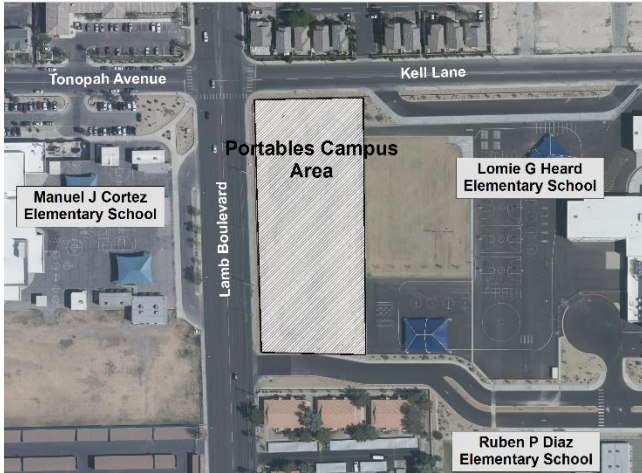 Tonopah Avenue
Kell Lane
Portables Campus
Area
Lomie G Heard
Elementary School
Manuel J Cortez
Elementary School
Lamb Boulevard
Ruben P Diaz
Elementary School